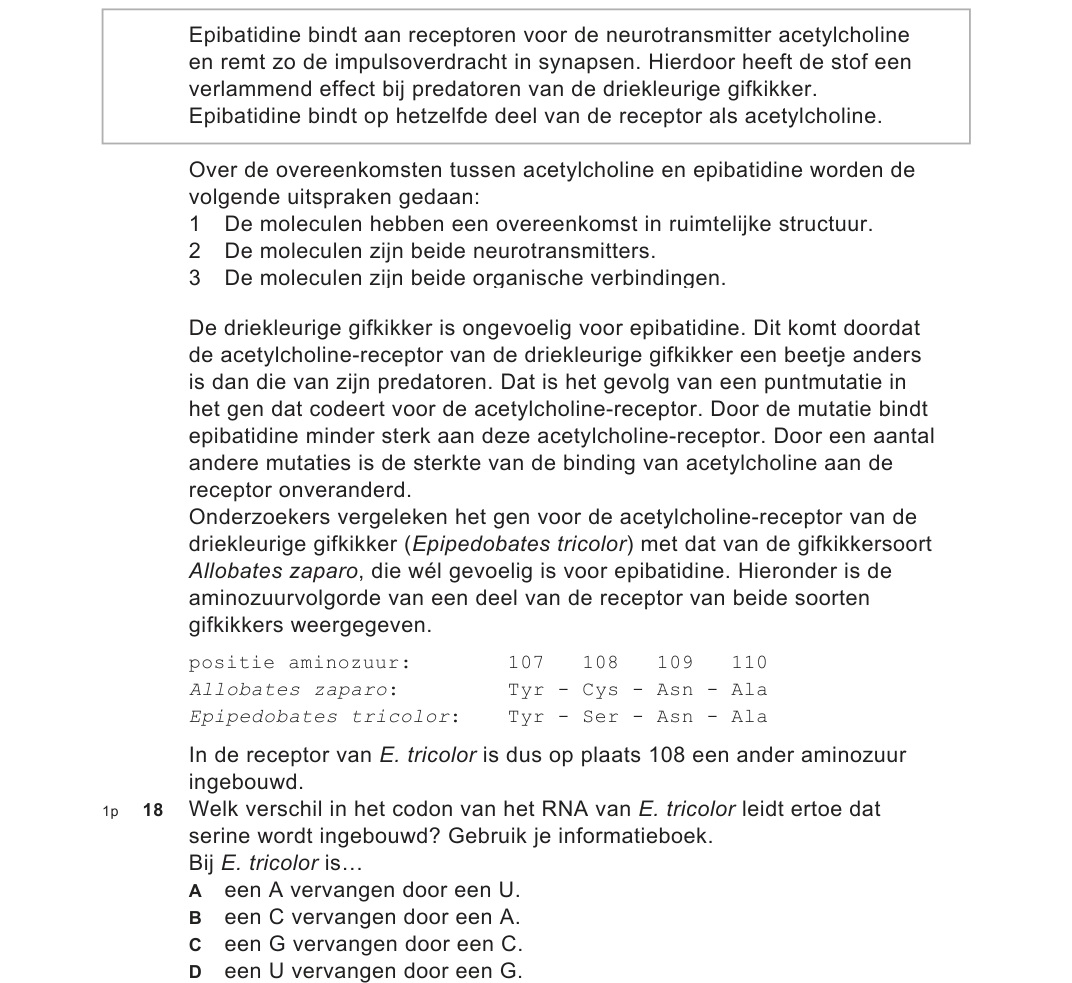 Epibatidine bindt aan receptoren voor de neurotransmitter acetylcholine
en remt zo de impulsoverdracht in synapsen. Hierdoor heeft de stof een
verlammend effect bij predatoren van de driekleurige gifkikker.
Epibatidine bindt op hetzelfde deel van de receptor als acetylcholine.
Over de overeenkomsten tussen acetylcholine en epibatidine worden de
volgende uitspraken gedaan:
1 De moleculen hebben een overeenkomst in ruimtelijke structuur.
2 De moleculen zijn beide neurotransmitters.
3 De moleculen zijn beide organische verbindingen.
De driekleurige gifkikker is ongevoelig voor epibatidine. Dit komt doordat
de acetylcholine-receptor van de driekleurige gifkikker een beetje anders
is dan die van zijn predatoren. Dat is het gevolg van een puntmutatie in
het gen dat codeert voor de acetylcholine-receptor. Door de mutatie bindt
epibatidine minder sterk aan deze acetylcholine-receptor. Door een aantal
andere mutaties is de sterkte van de binding van acetylcholine aan de
receptor onveranderd.
Onderzoekers vergeleken het gen voor de acetylcholine-receptor van de
driekleurige gifkikker (Epipedobates tricolor) met dat van de gifkikkersoort
Allobates zaparo, die wél gevoelig is voor epibatidine. Hieronder is de
aminozuurvolgorde van een deel van de receptor van beide soorten
gifkikkers weergegeven.
positie aminozuur: 107 108 109 110
Allobates zaparo: Tyr - Cys - Asn - Ala
Epipedobates tricolor: Tyr - Ser - Asn - Ala
In de receptor van E. tricolor is dus op plaats 108 een ander aminozuur
ingebouwd.
1p 18 Welk verschil in het codon van het RNA van E. tricolor leidt ertoe dat
serine wordt ingebouwd? Gebruik je informatieboek.
Bij E. tricolor is…
A een A vervangen door een U.
B een C vervangen door een A.
C een G vervangen door een C.
D een U vervangen door een G.